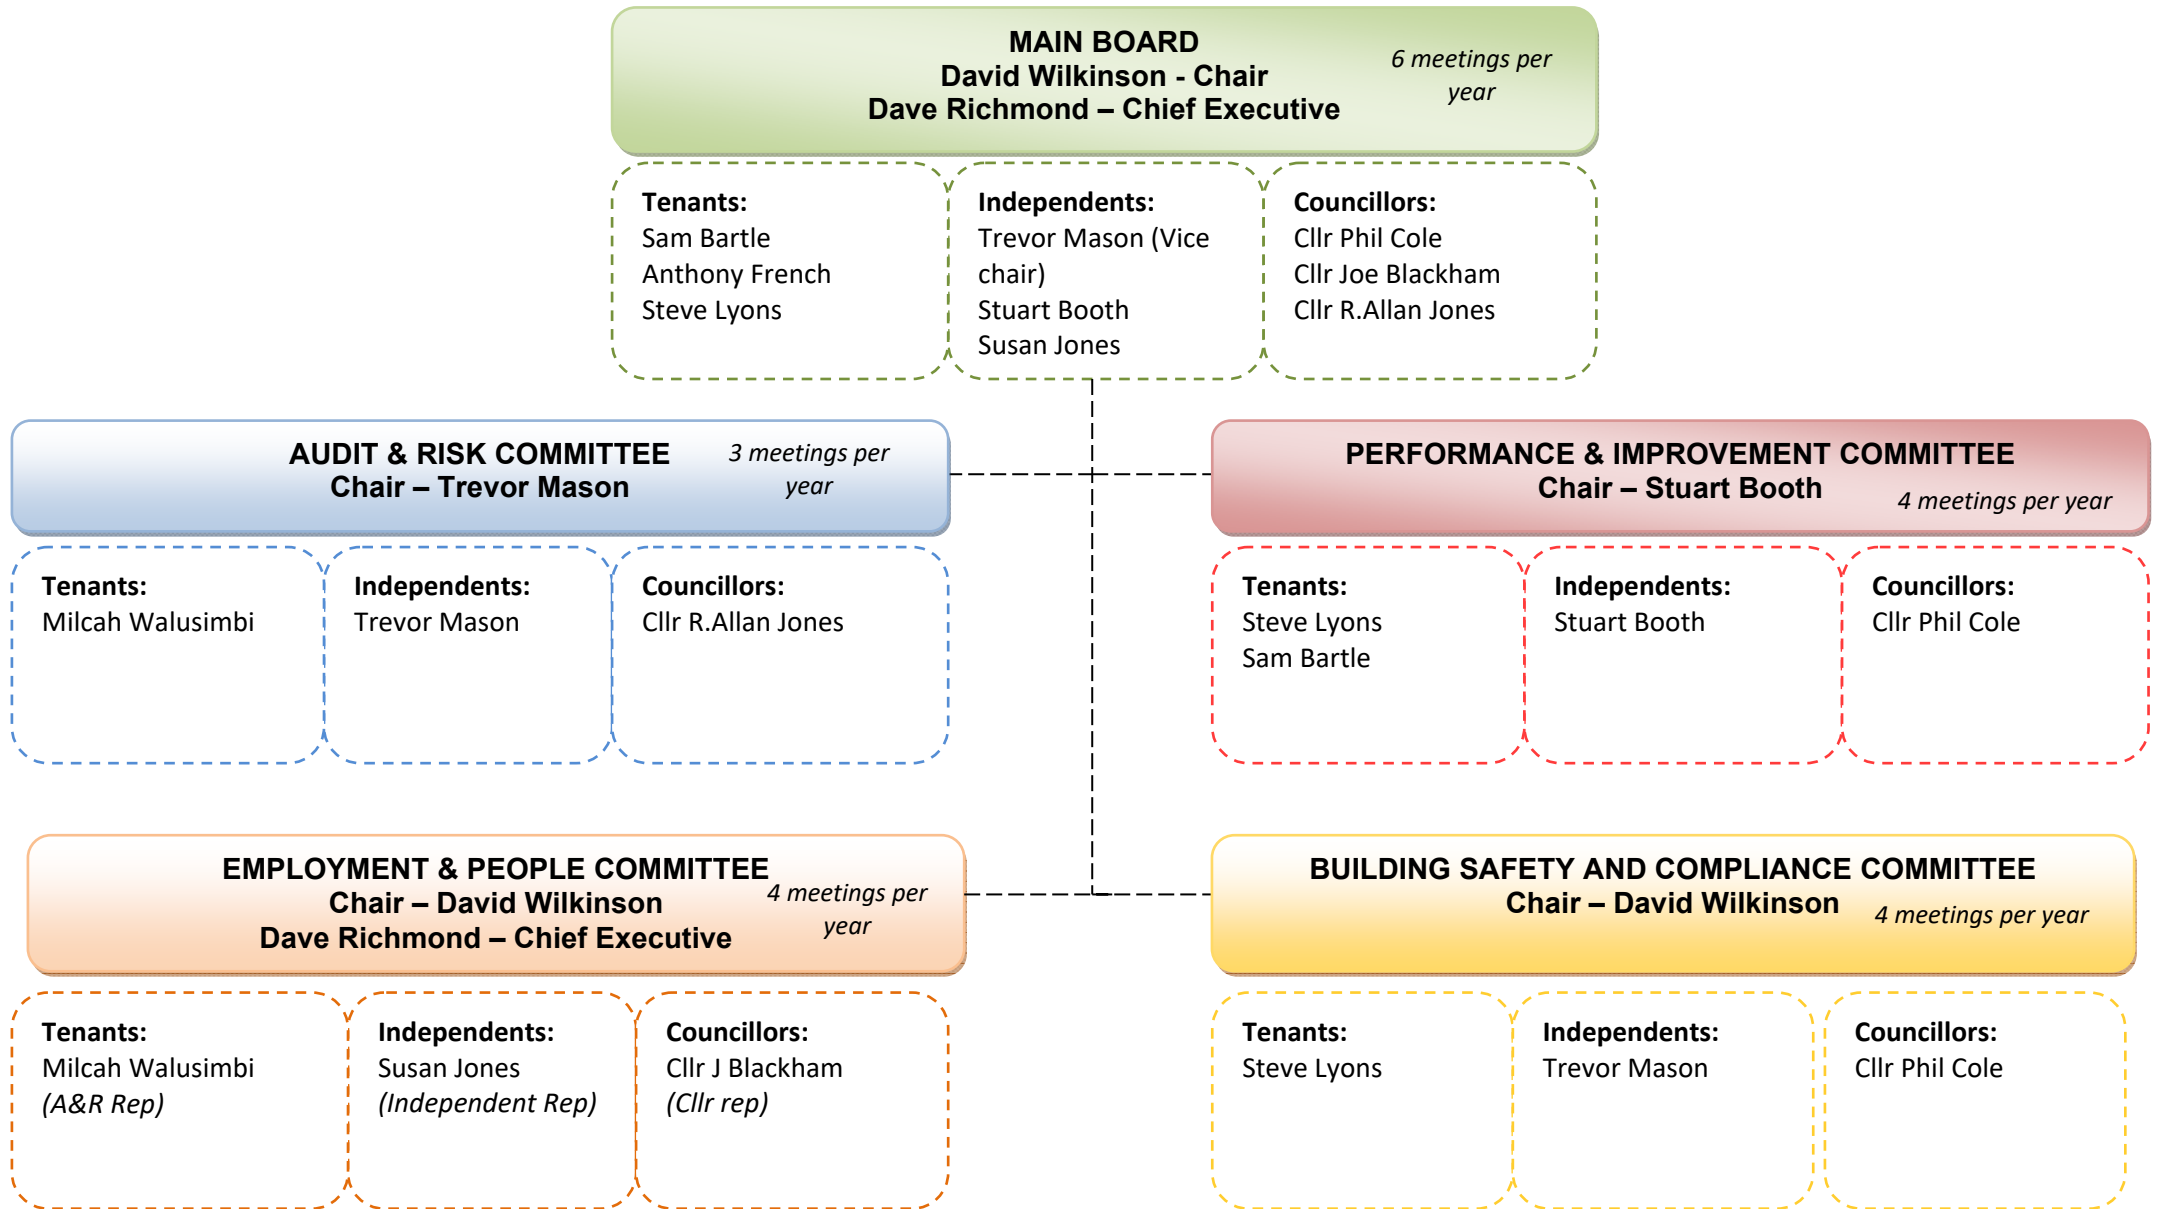 MAIN BOARD
David Wilkinson - Chair
Dave Richmond – Chief Executive
6 meetings per
year
Tenants:
Sam Bartle
Anthony French
Steve Lyons
Independents:
Trevor Mason (Vice
chair)
Stuart Booth
Susan Jones
Councillors:
Cllr Phil Cole
Cllr Joe Blackham
Cllr R.Allan Jones
AUDIT & RISK COMMITTEE
Chair – Trevor Mason
3 meetings per
year
Tenants:
Milcah Walusimbi
Independents:
Trevor Mason
Councillors:
Cllr R.Allan Jones
PERFORMANCE & IMPROVEMENT COMMITTEE
Chair – Stuart Booth
4 meetings per year
Tenants:
Steve Lyons
Sam Bartle
Independents:
Stuart Booth
Councillors:
Cllr Phil Cole
EMPLOYMENT & PEOPLE COMMITTEE
Chair – David Wilkinson
Dave Richmond – Chief Executive
4 meetings per
year
Tenants:
Milcah Walusimbi
(A&R Rep)
Independents:
Susan Jones
(Independent Rep)
Councillors:
Cllr J Blackham
(Cllr rep)
BUILDING SAFETY AND COMPLIANCE COMMITTEE
Chair – David Wilkinson
4 meetings per year
Tenants:
Steve Lyons
Independents:
Trevor Mason
Councillors:
Cllr Phil Cole